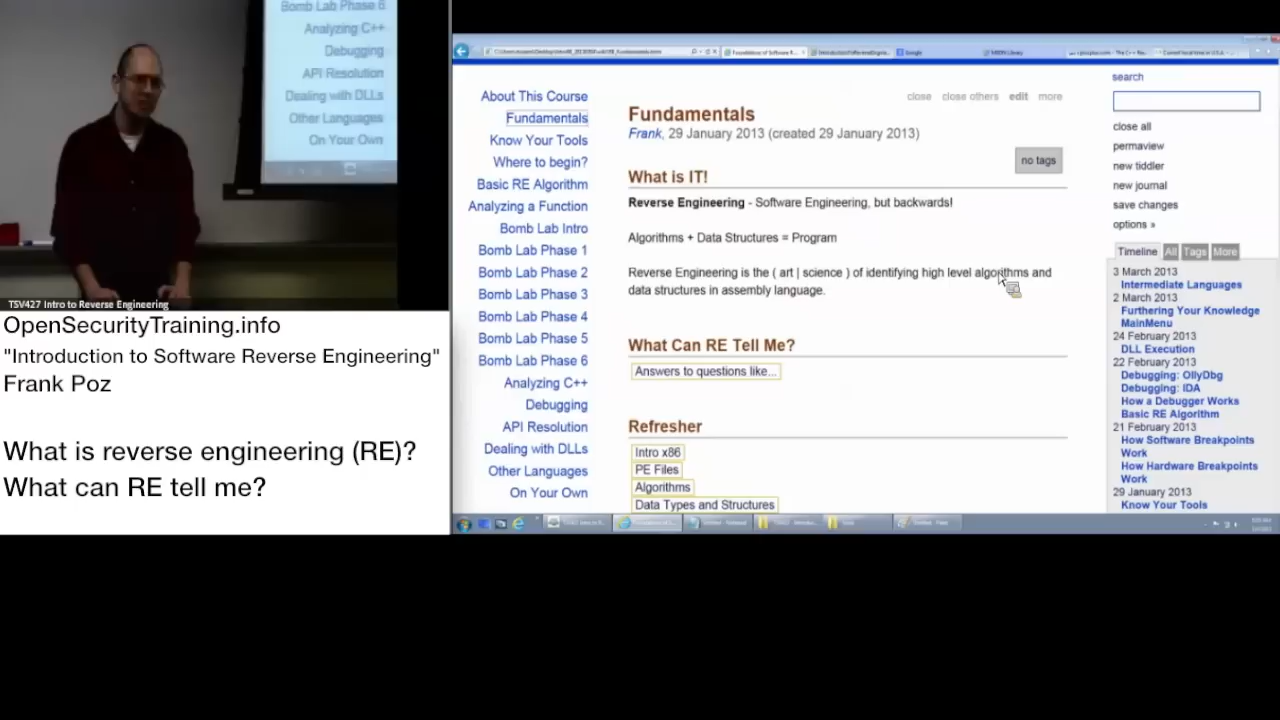 Bomb Lab Phase 6
Analyzing C++
Debugging
API Resolution
Dealing with DLLs
Other Languages
On Your Own
TSV427 Intro to Reverse Engineering
OpenSecurityTraining.info
"Introduction to Software Reverse Engineering"
Frank Poz
What is reverse engineering (RE)?
What can RE tell me?
Google
MSDN Library
About This Course
Fundamentals
Know Your Tools
Where to begin?
Basic RE Algorithm
Analyzing a Function
Bomb Lab Intro
Bomb Lab Phase 1
Bomb Lab Phase 2
Bomb Lab Phase 3
Bomb Lab Phase 4
Bomb Lab Phase 5
Bomb Lab Phase 6
Analyzing C++
Debugging
API Resolution
Dealing with DLLs
Other Languages
On Your Own
close close others edit more
Fundamentals
Frank, 29 January 2013 (created 29 January 2013)
no tags
What is IT!
Reverse Engineering - Software Engineering, but backwards!
Algorithms + Data Structures = Program
Reverse Engineering is the ( art | science ) of identifying high level algorithms and
data structures in assembly language.
What Can RE Tell Me?
Answers to questions like...
Refresher
Intro x86
PE Files
Algorithms
Data Types and Structures
search
close all
permaview
new tiddler
new journal
save changes
options »
Timeline All Tags More
3 March 2013
Intermediate Languages
2 March 2013
Furthering Your Knowledge
MainMenu
24 February 2013
DLL Execution
22 February 2013
Debugging: OllyDbg
Debugging: IDA
How a Debugger Works
Basic RE Algorithm
21 February 2013
How Software Breakpoints
Work
How Hardware Breakpoints
Work
29 January 2013
Know Your Tools